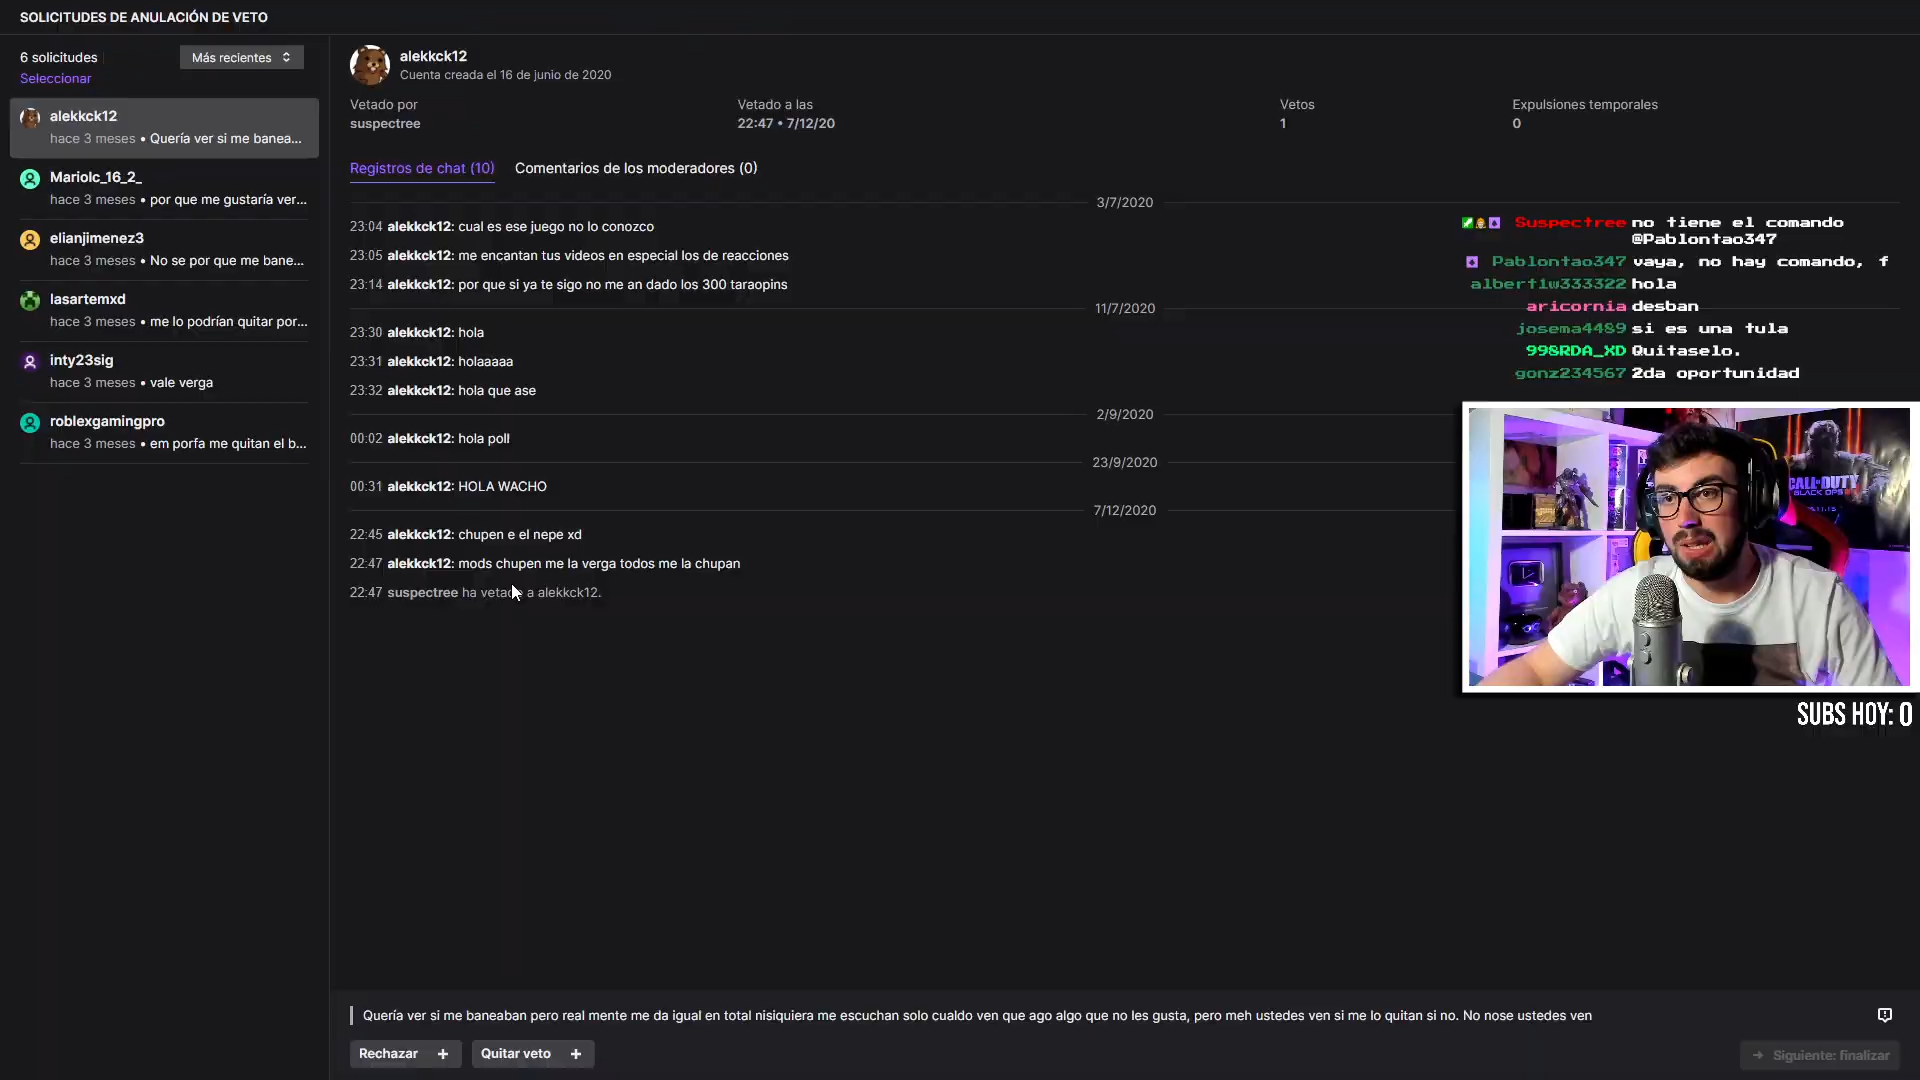 SOLICITUDES DE ANULACIÓN DE VETO
6 solicitudes
Más recientes
Seleccionar
alekkck12
hace 3 meses • Quería ver si me banea...
Mariolc_16_2_
hace 3 meses • por que me gustaría ver...
elianjimenez3
hace 3 meses • No se por que me bane...
lasartemxd
hace 3 meses • me lo podrían quitar por...
inty23sig
hace 3 meses • vale verga
roblexgamingpro
hace 3 meses • em porfa me quitan el b...
alekkck12
Cuenta creada el 16 de junio de 2020
Vetado por
suspectree
Vetado a las
22:47 • 7/12/20
Vetos
1
Expulsiones temporales
0
Registros de chat (10)
Comentarios de los moderadores (0)
3/7/2020
23:04 alekkck12: cual es ese juego no lo conozco
23:05 alekkck12: me encantan tus videos en especial los de reacciones
23:14 alekkck12: por que si ya te sigo no me an dado los 300 taraopins
11/7/2020
23:30 alekkck12: hola
23:31 alekkck12: holaaaaa
23:32 alekkck12: hola que ase
2/9/2020
00:02 alekkck12: hola poll
23/9/2020
00:31 alekkck12: HOLA WACHO
7/12/2020
22:45 alekkck12: chupen e el nepe xd
22:47 alekkck12: mods chupen me la verga todos me la chupan
22:47 suspectree ha vetado a alekkck12.
Suspectree no tiene el comando
@Pablontao347
Pablontao347 vaya, no hay comando, f
albert1w333322 hola
aricornia desban
josema4489 si es una tula
99&RDA_XD Quitaselo.
gonz234567 2da oportunidad
CALL OF DUTY
BLACK OPS
SUBS HOY: 0
Quería ver si me baneaban pero real mente me da igual en total nisiquiera me escuchan solo cualdo ven que ago algo que no les gusta, pero meh ustedes ven si me lo quitan si no. No nose ustedes ven
Rechazar +
Quitar veto +
Siguiente: finalizar